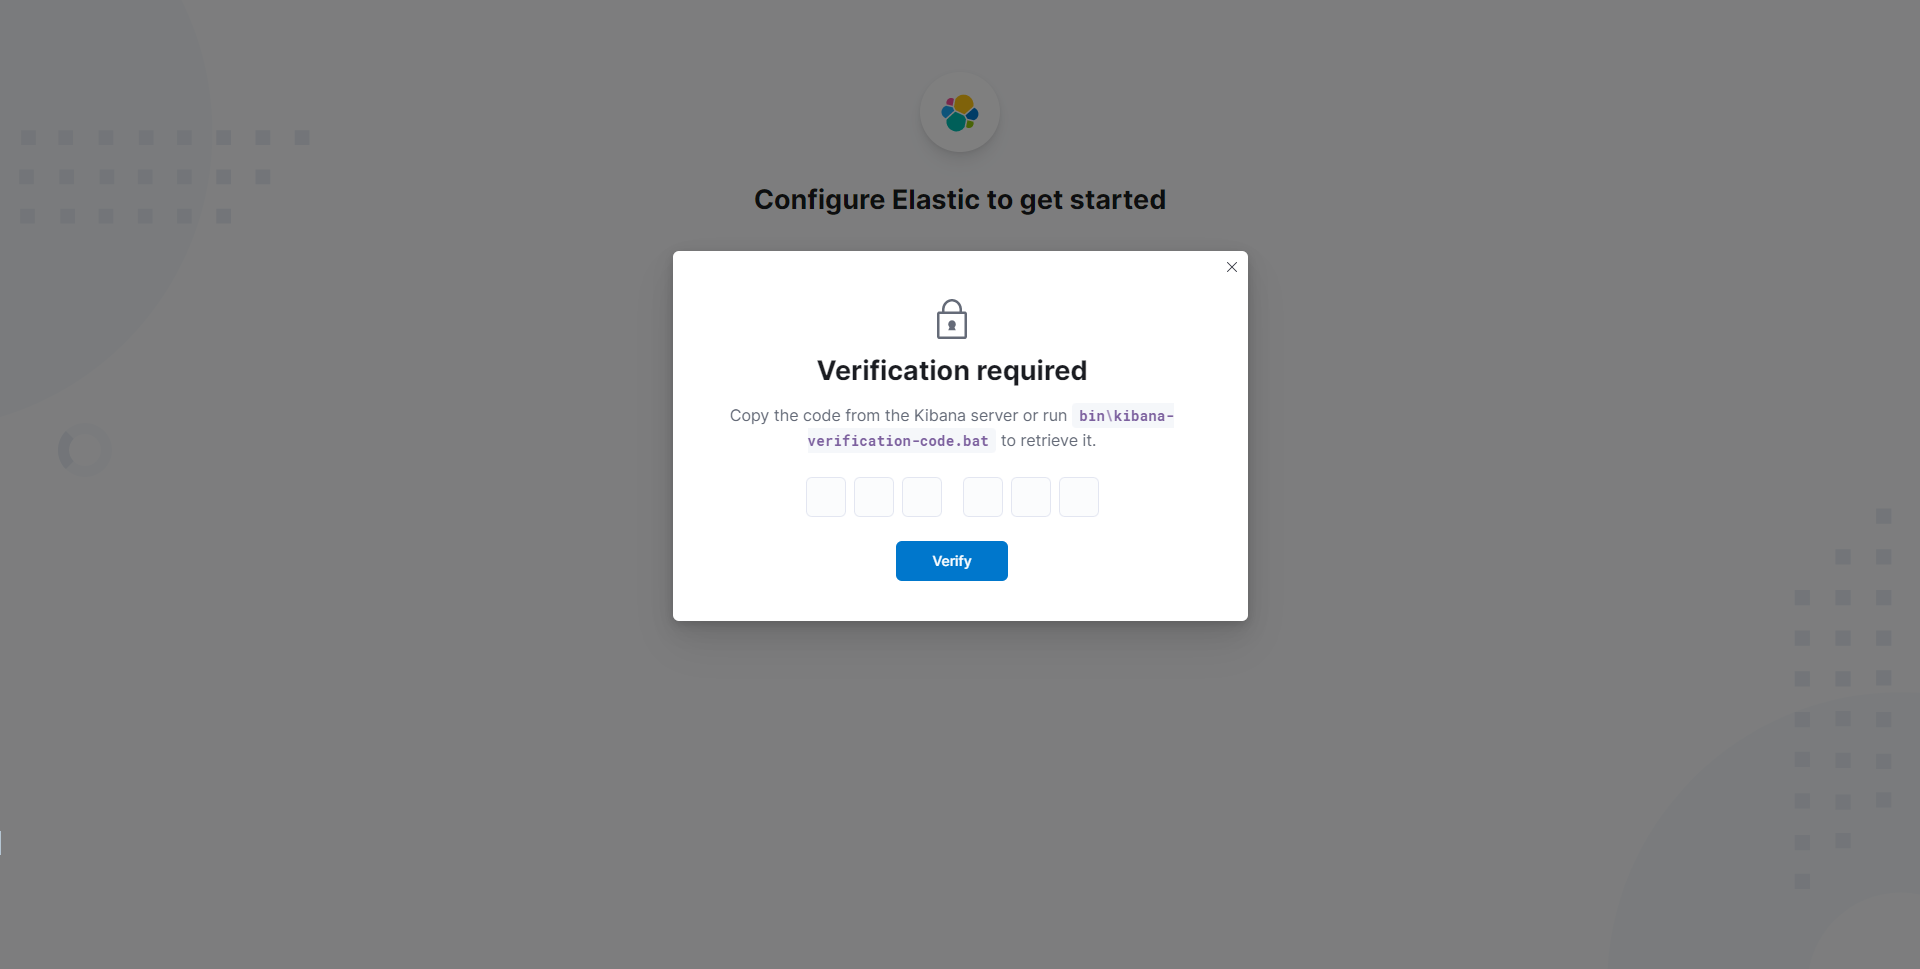 Configure Elastic to get started
Verification required
Copy the code from the Kibana server or run bin\kibana-
verification-code.bat to retrieve it.
Verify